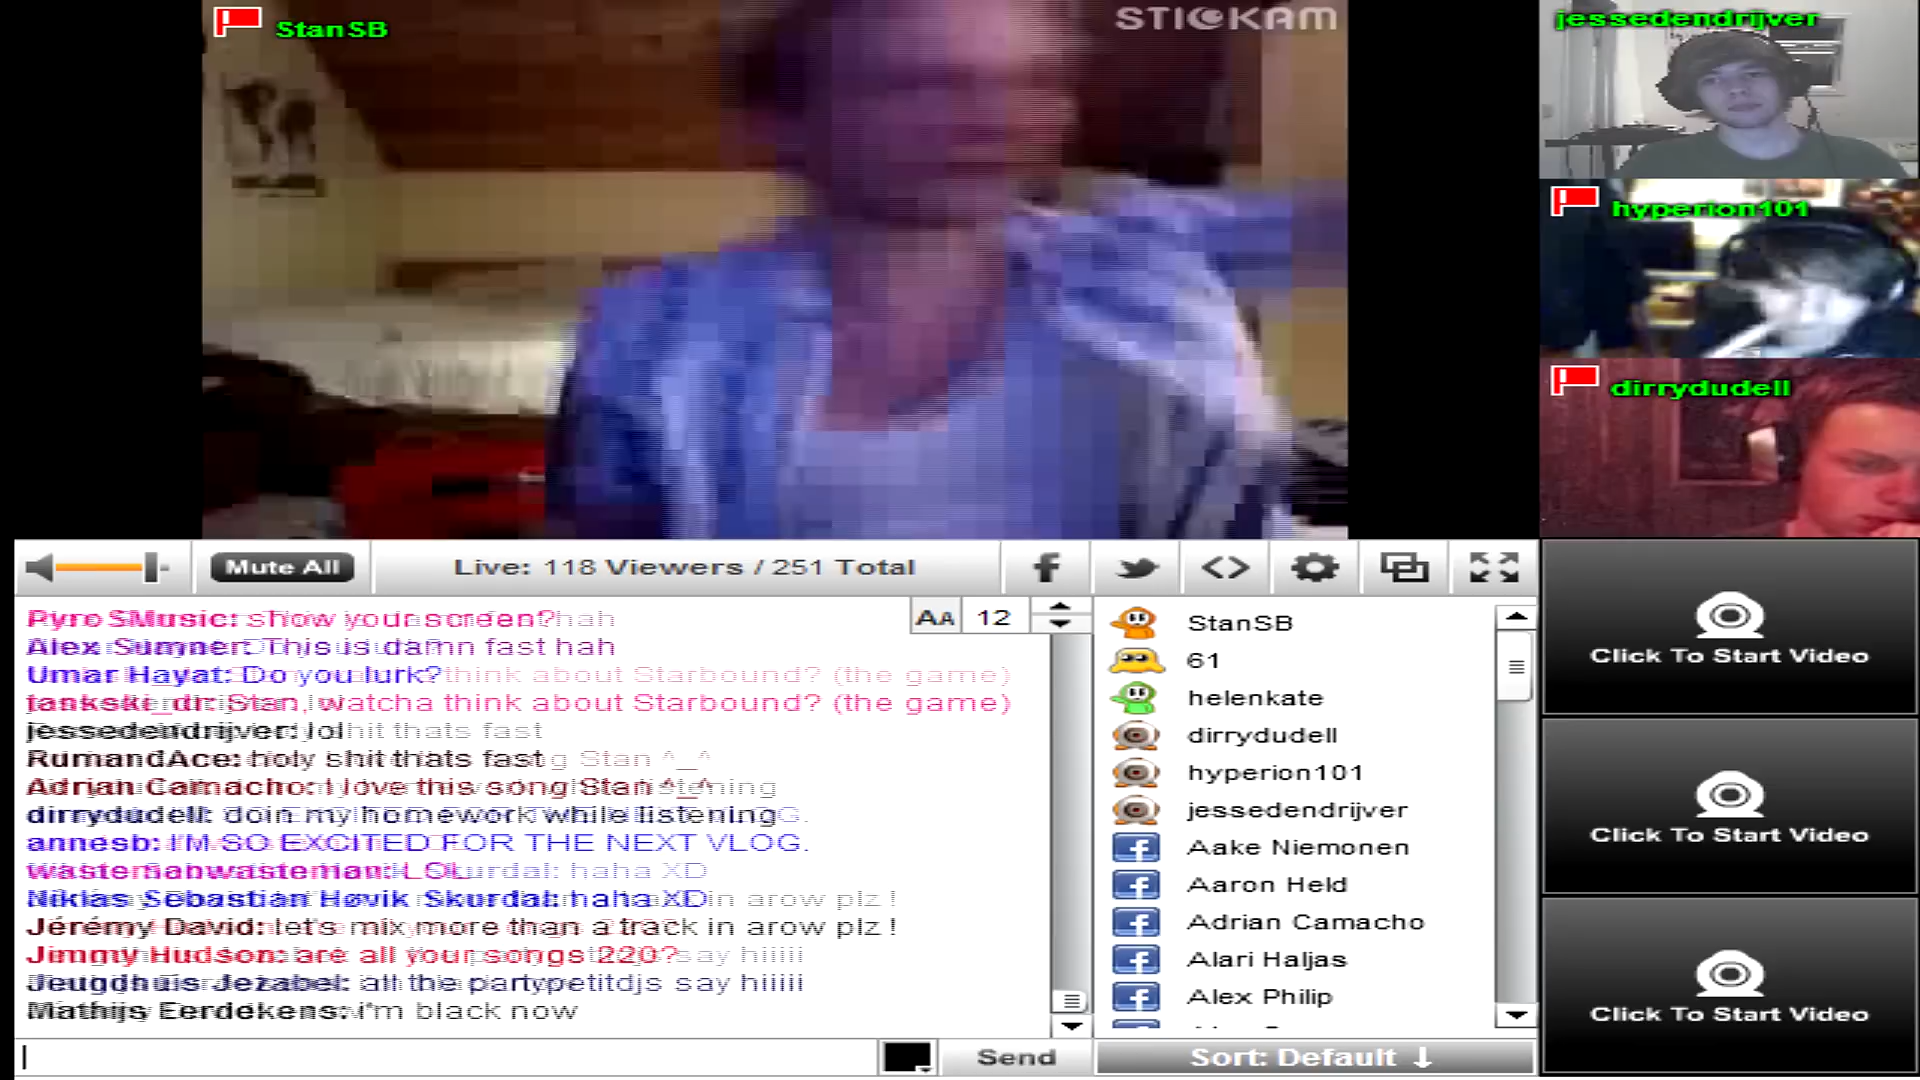 StanSB
STICKAM
jessedendrijver
hyperion101
dirrydudell
Mute All
Live: 118 Viewers / 251 Total
PyroSMusic: show your screen?
Alex Sumner: This is damn fast hah
Umar Hayat: Do you lurk?
tankski_dr: Stan, watcha think about Starbound? (the game)
jessedendrijver: lol
RumandAce: holy shit thats fast
Adrian Camacho: I love this song Stan ^_^
dirrydudell: doin my homework while listening
annesb: I'M SO EXCITED FOR THE NEXT VLOG.
wastemanwasteman: LOL
Niklas Sebastian Høvik Skurdal: haha XD
Jérémy David: let's mix more than a track in arow plz !
Jimmy Hudson: are all your songs 220?
Jeugdhuis Jezabel: all the partypetitdjs say hiiiii
Mathijs Eerdekens: i'm black now
AA 12
Send
StanSB
61
helenkate
dirrydudell
hyperion101
jessedendrijver
Aake Niemonen
Aaron Held
Adrian Camacho
Alari Haljas
Alex Philip
Sort: Default ↓
Click To Start Video
Click To Start Video
Click To Start Video